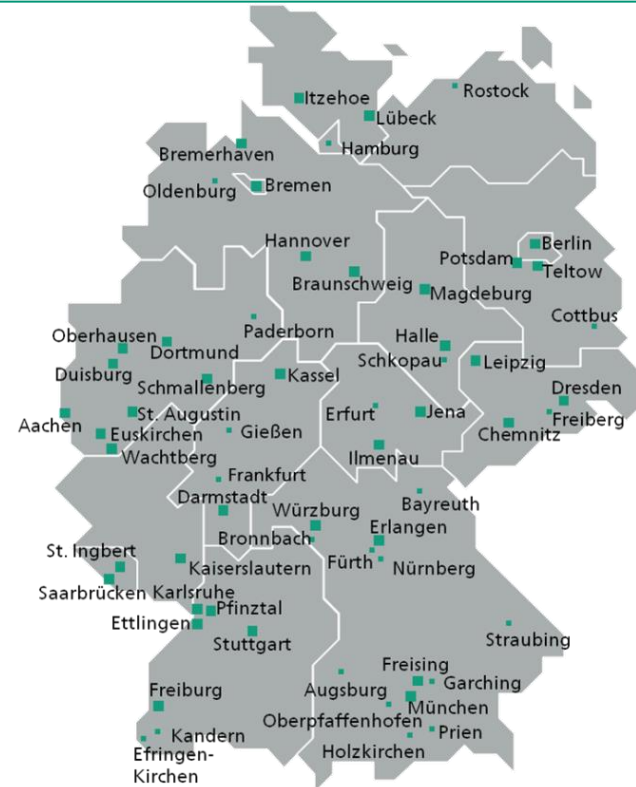 Itzehoe
Rostock
Lübeck
Hamburg
Bremerhaven
Oldenburg
Bremen
Hannover
Berlin
Potsdam
Teltow
Braunschweig
Magdeburg
Cottbus
Paderborn
Oberhausen
Dortmund
Halle
Schkopau
Leipzig
Duisburg
Schmallenberg
Kassel
Dresden
Aachen
St. Augustin
Erfurt
Jena
Freiberg
Euskirchen
Gießen
Chemnitz
Wachtberg
Ilmenau
Frankfurt
Darmstadt
Bayreuth
Würzburg
Erlangen
Bronnbach
St. Ingbert
Kaiserslautern
Fürth
Nürnberg
Saarbrücken
Karlsruhe
Pfinztal
Ettlingen
Stuttgart
Straubing
Freising
Garching
Freiburg
Augsburg
München
Oberpfaffenhofen
Kandern
Prien
Holzkirchen
Efringen-
Kirchen